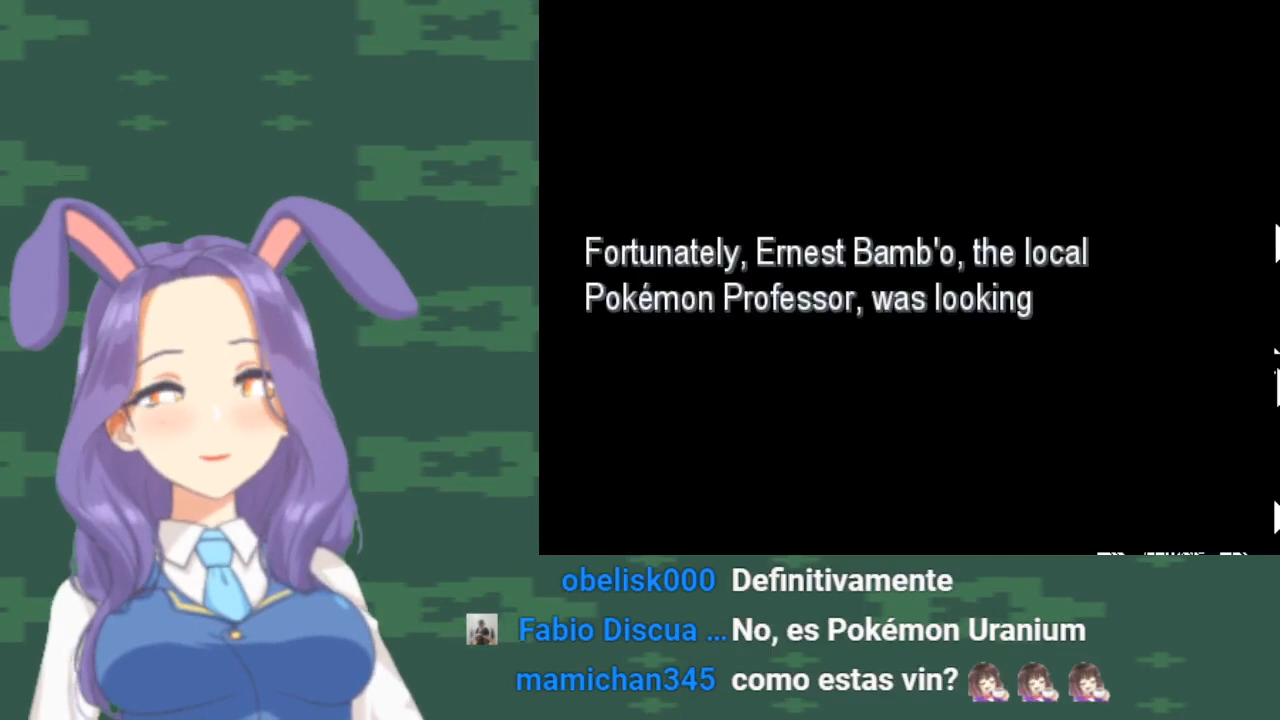 Fortunately, Ernest Bamb'o, the local
Pokémon Professor, was looking
obelisk000 Definitivamente
Fabio Discua ... No, es Pokémon Uranium
mamichan345 como estas vin?